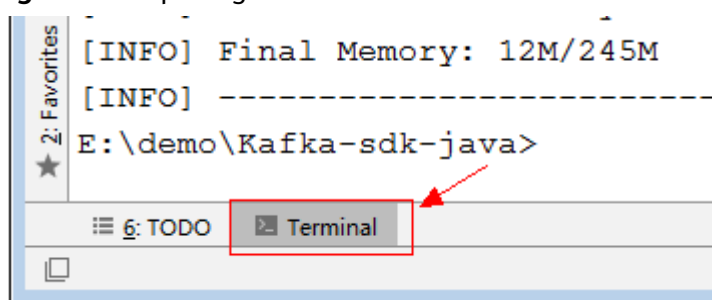 2: Favorites
[INFO] Final Memory: 12M/245M
[INFO] ------------------------
E:\demo\Kafka-sdk-java>
6: TODO Terminal